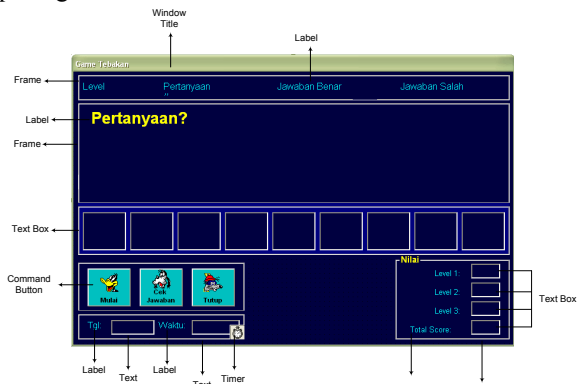 Window
Title
Label
Game Tebakan
Frame
Level Pertanyaan Jawaban Benar Jawaban Salah
Label
Pertanyaan?
Frame
Text Box
Nilai
Level 1:
Level 2:
Level 3:
Total Score:
Command
Button
Mulai
Cek
Jawaban
Tutup
Text Box
Tgl: Waktu:
Label
Text
Label
Text
Timer